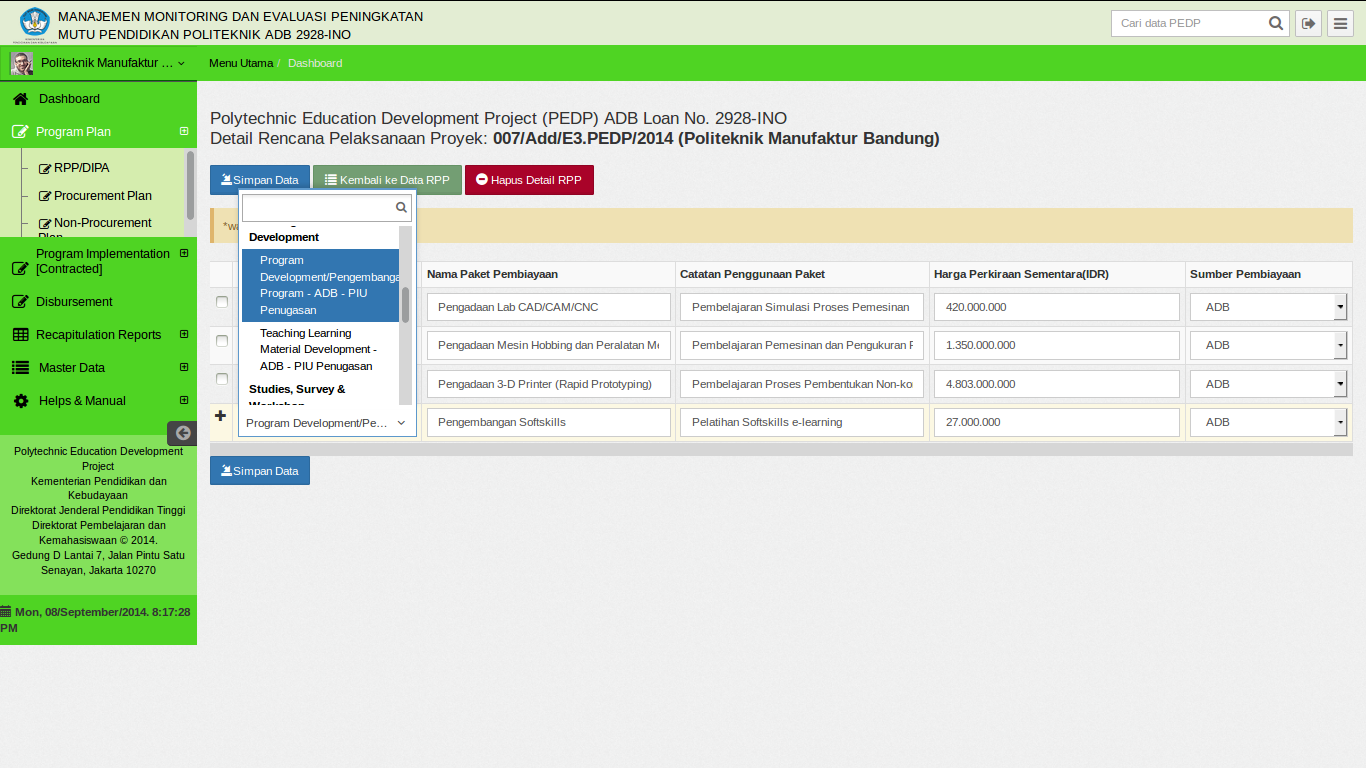 MANAJEMEN MONITORING DAN EVALUASI PENINGKATAN
MUTU PENDIDIKAN POLITEKNIK ADB 2928-INO
Cari data PEDP
Politeknik Manufaktur ...
Menu Utama / Dashboard
Dashboard
Program Plan
RPP/DIPA
Procurement Plan
Non-Procurement
Plan
Program Implementation
[Contracted]
Disbursement
Recapitulation Reports
Master Data
Helps & Manual
Polytechnic Education Development
Project
Kementerian Pendidikan dan
Kebudayaan
Direktorat Jenderal Pendidikan Tinggi
Direktorat Pembelajaran dan
Kemahasiswaan © 2014.
Gedung D Lantai 7, Jalan Pintu Satu
Senayan, Jakarta 10270
Mon, 08/September/2014. 8:17:28
PM
Polytechnic Education Development Project (PEDP) ADB Loan No. 2928-INO
Detail Rencana Pelaksanaan Proyek: 007/Add/E3.PEDP/2014 (Politeknik Manufaktur Bandung)
Simpan Data Kembali ke Data RPP Hapus Detail RPP
*wa
Development
Program
Development/Pengembanga
Program - ADB - PIU
Penugasan
Teaching Learning
Material Development -
ADB - PIU Penugasan
Studies, Survey &
Workshop
Program Development/Pe...
Nama Paket Pembiayaan Catatan Penggunaan Paket Harga Perkiraan Sementara(IDR) Sumber Pembiayaan
Pengadaan Lab CAD/CAM/CNC Pembelajaran Simulasi Proses Pemesinan 420.000.000 ADB
Pengadaan Mesin Hobbing dan Peralatan Me Pembelajaran Pemesinan dan Pengukuran F 1.350.000.000 ADB
Pengadaan 3-D Printer (Rapid Prototyping) Pembelajaran Proses Pembentukan Non-kon 4.803.000.000 ADB
Pengembangan Softskills Pelatihan Softskills e-learning 27.000.000 ADB
Simpan Data